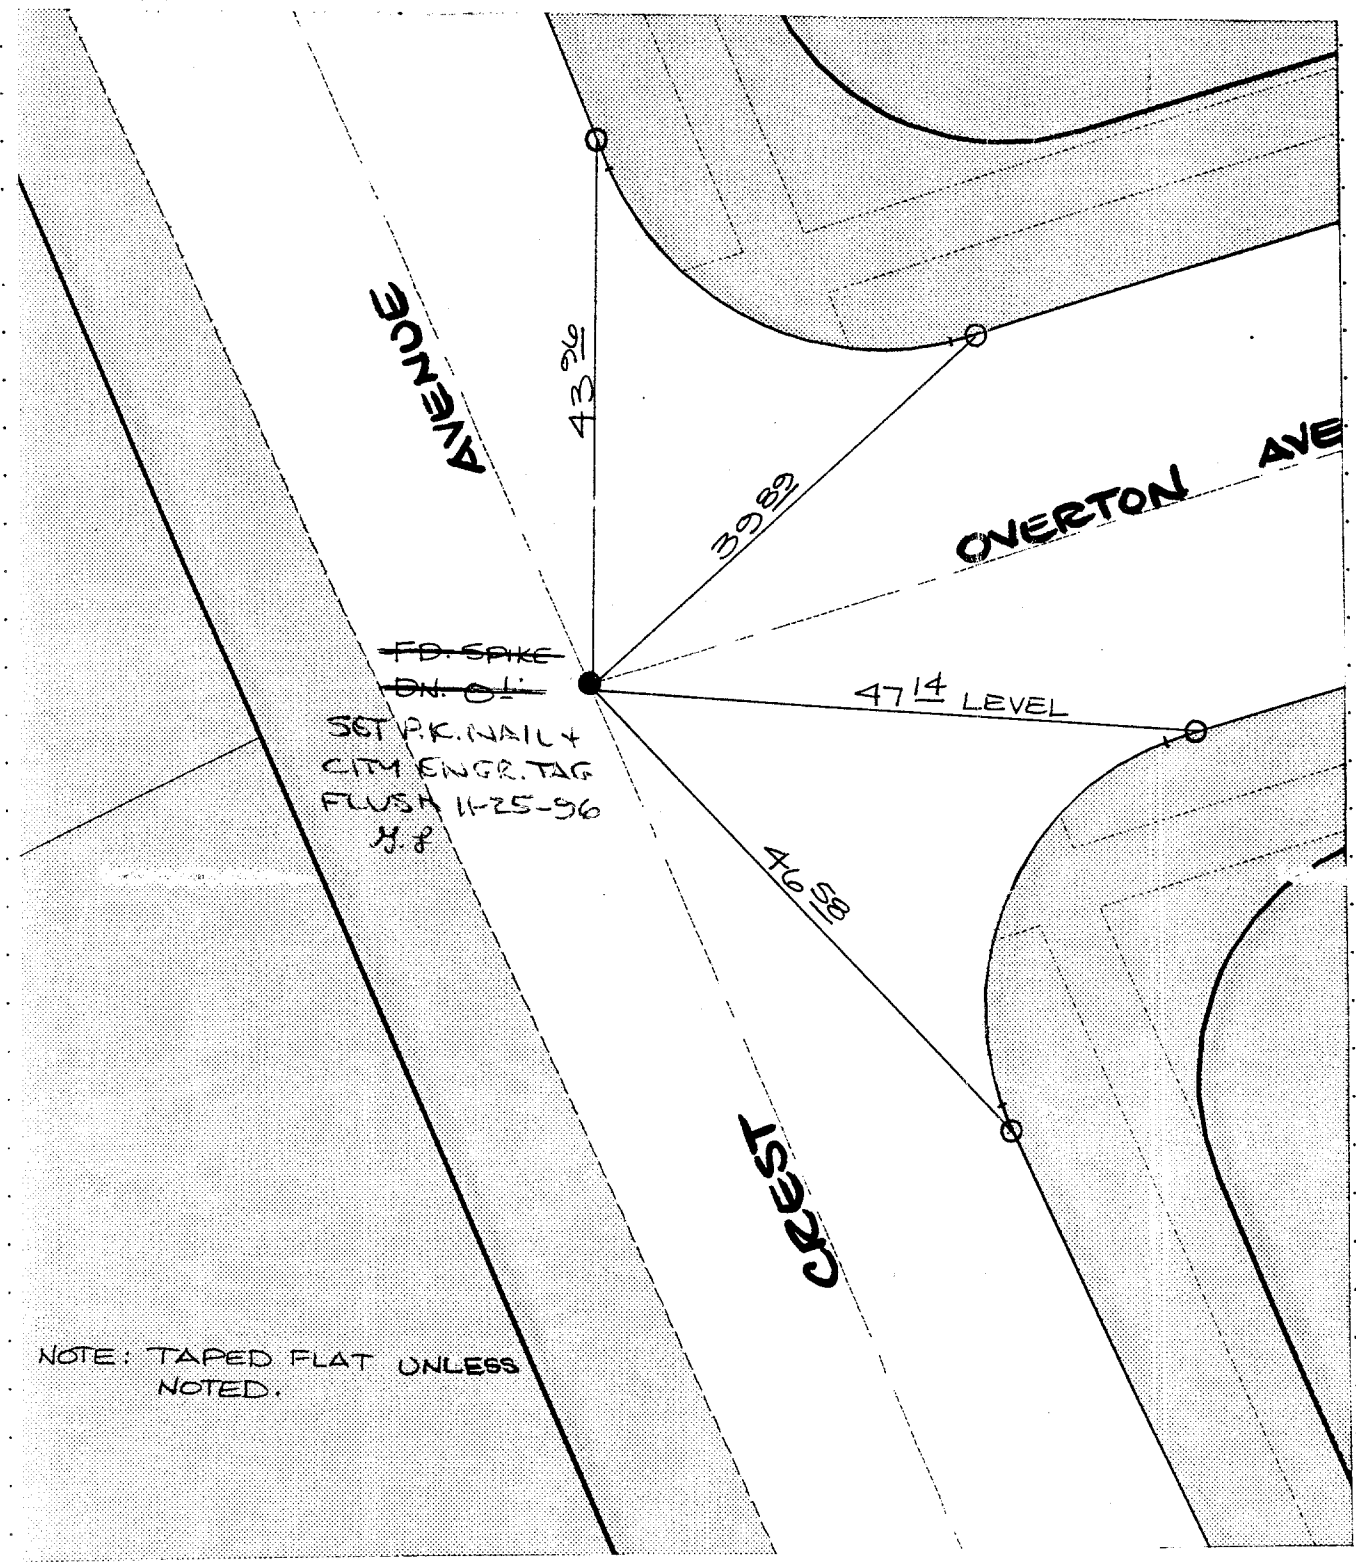 AVENUE
43 96
39 89
OVERTON AVE
FD. SPIKE
DN. 0
47 14 LEVEL
SET P.K. NAIL +
CITY ENGR. TAG
FLUSH 11-25-96
46 58
CREST
NOTE: TAPED FLAT UNLESS
NOTED.